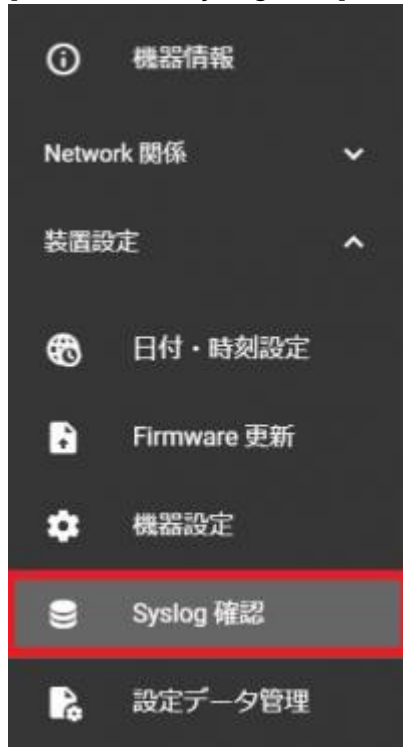 機器情報
Network 関係
装置設定
日付・時刻設定
Firmware 更新
機器設定
Syslog 確認
設定データ管理